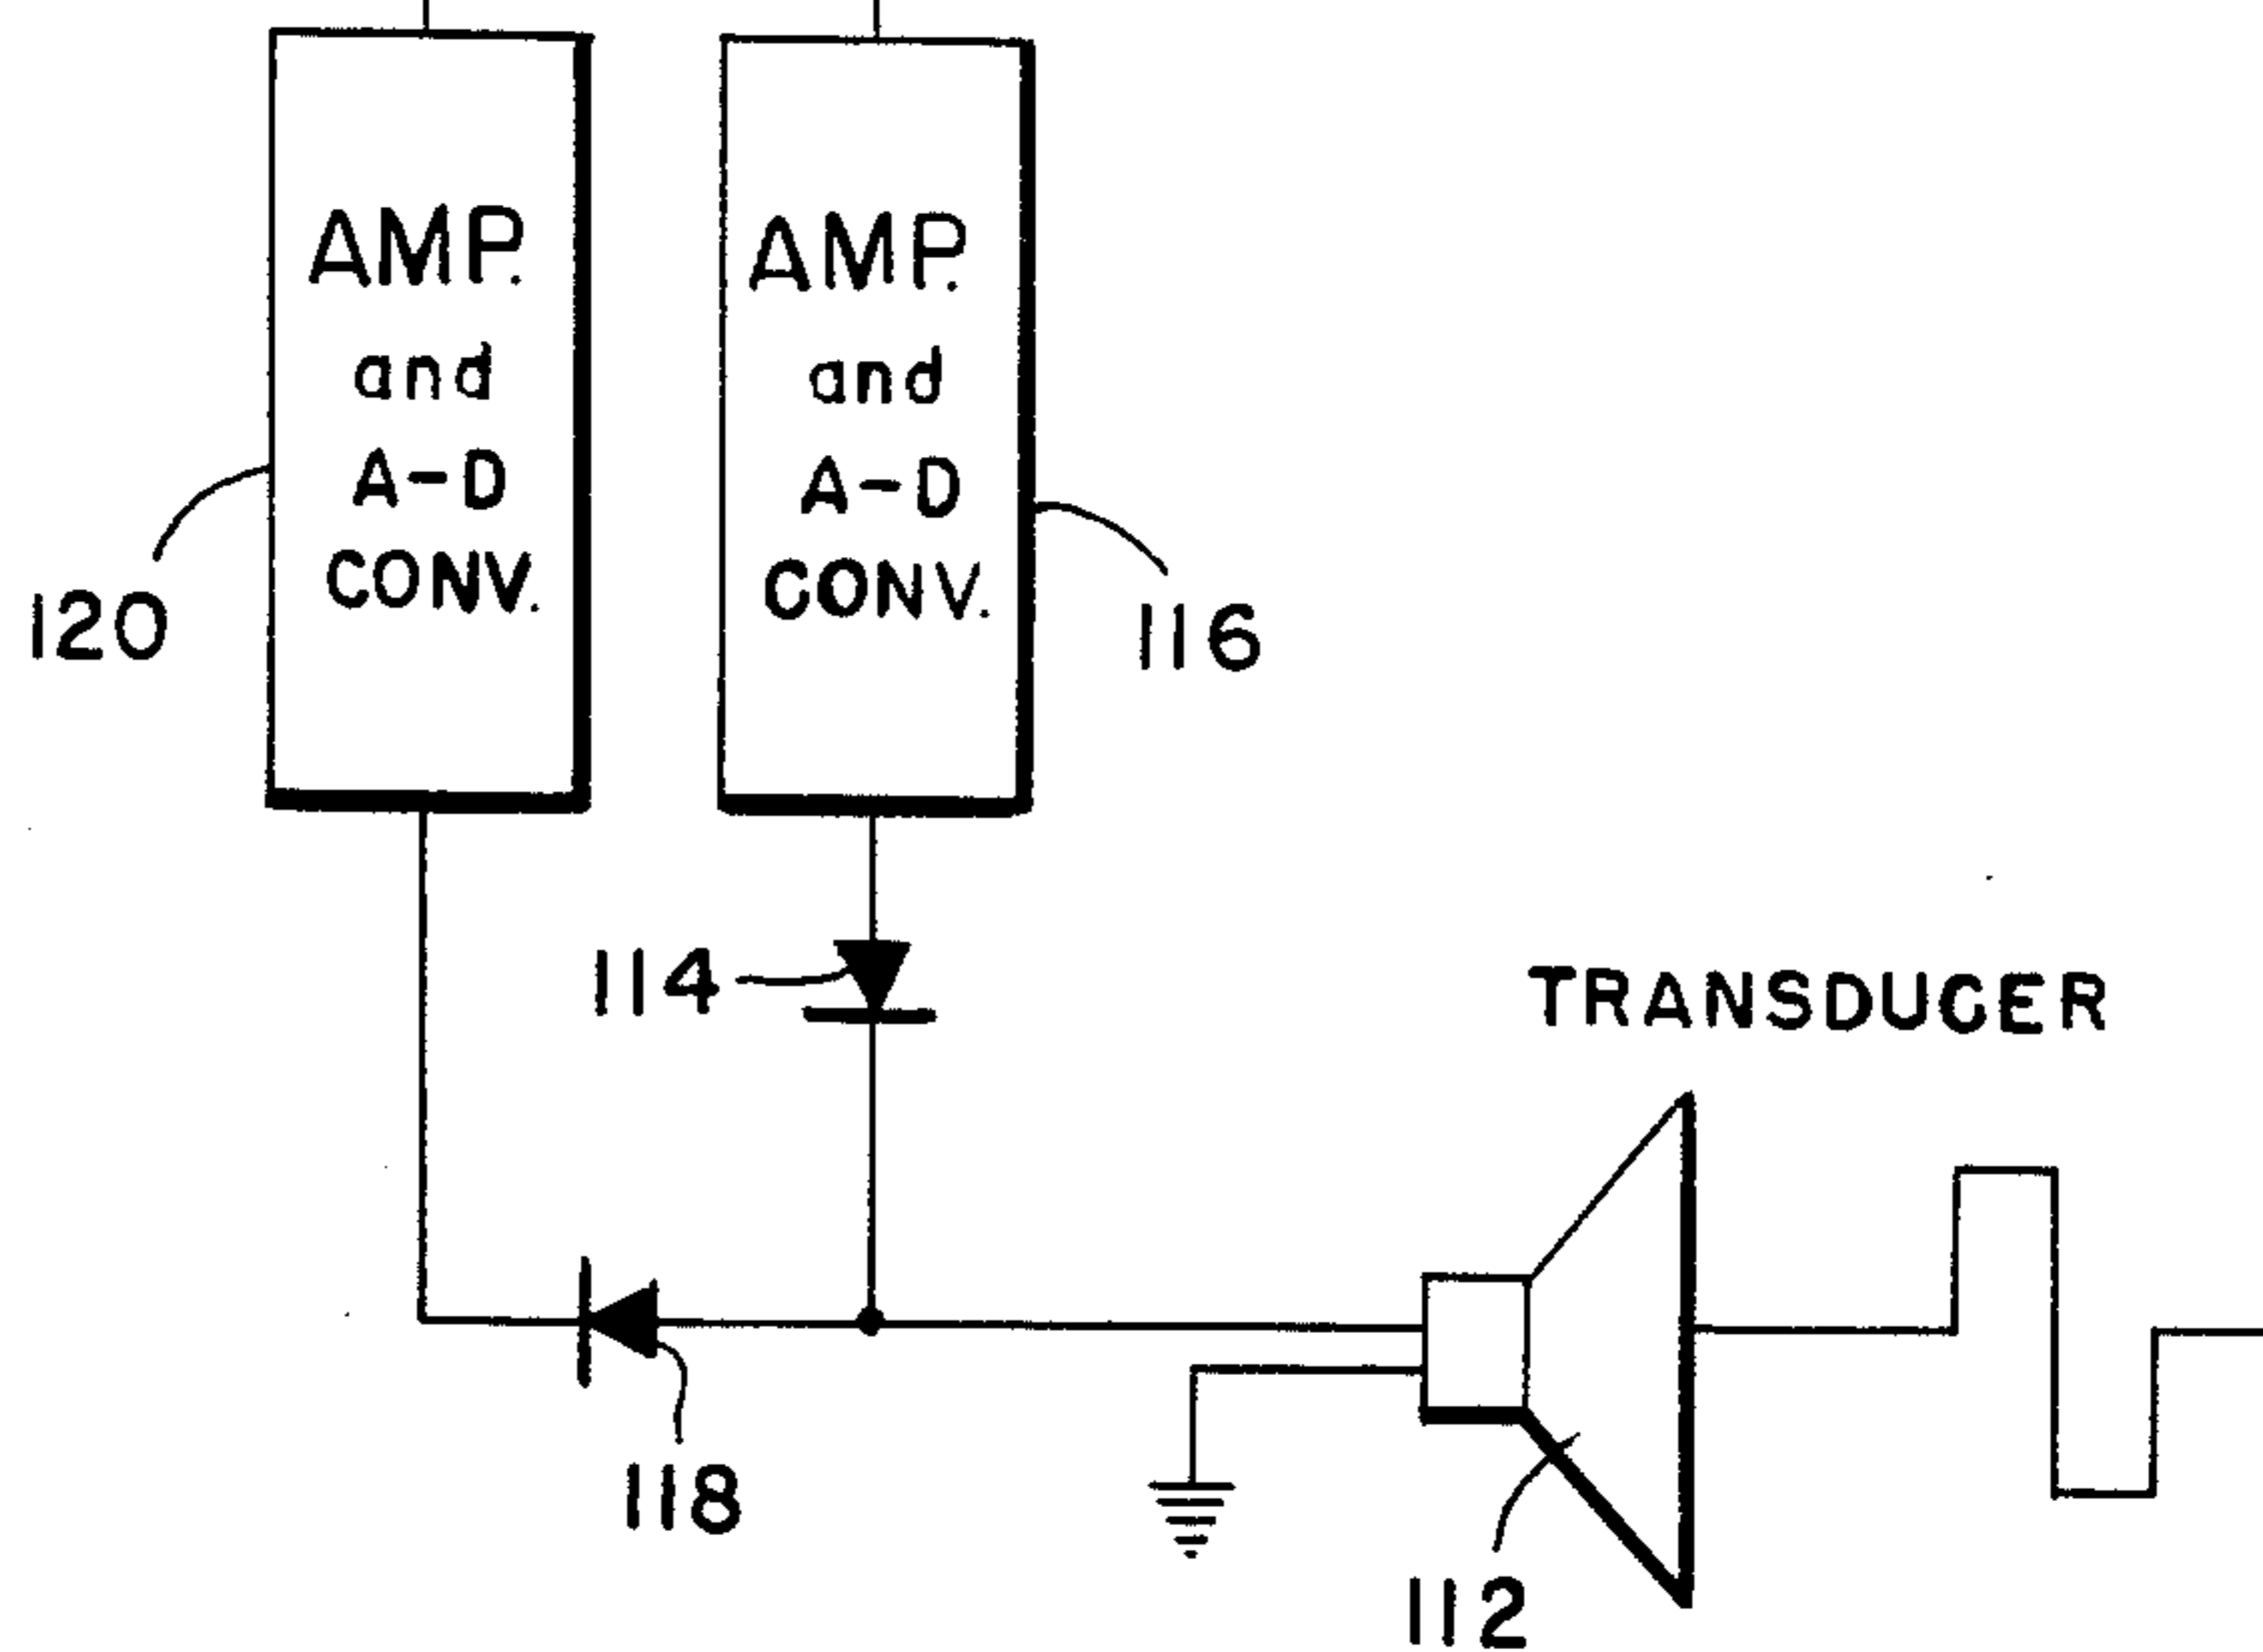 AMP.
and
A-D
CONV.
120
AMP.
and
A-D
CONV.
116
114
TRANSDUCER
118
112